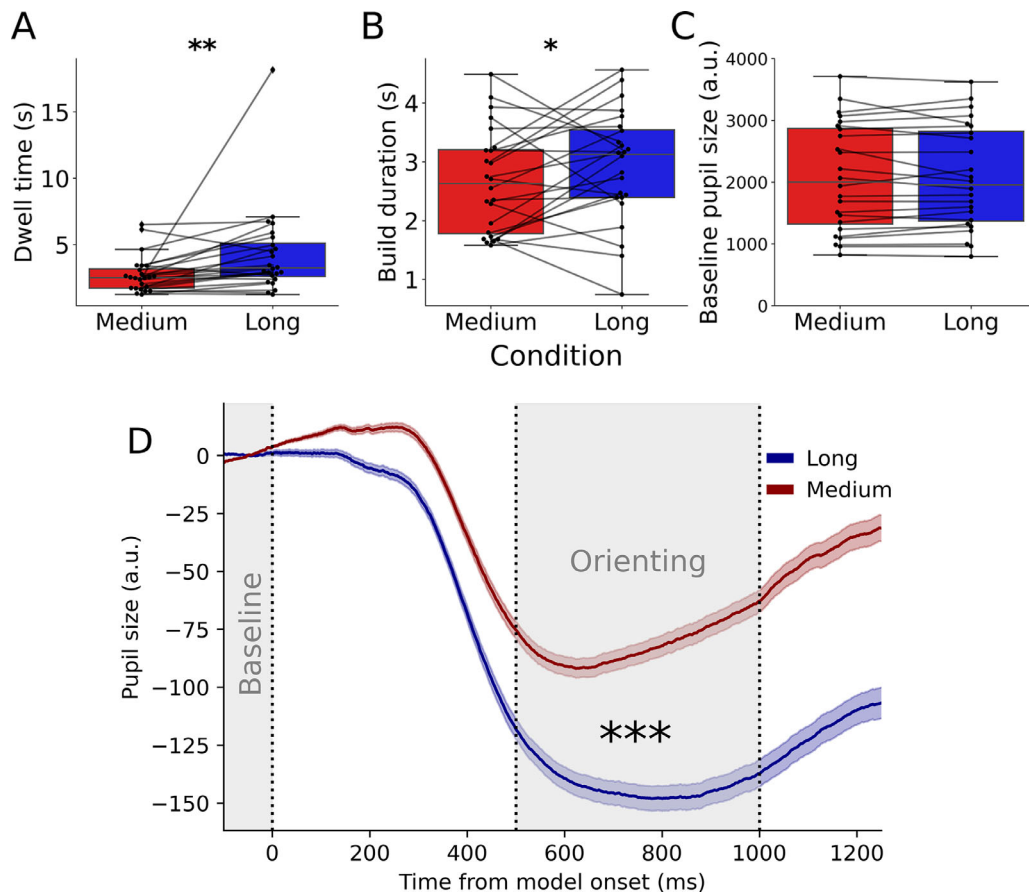 A
**
Dwell time (s)
15
10
5
Medium
Long
B
*
Build duration (s)
4
3
2
1
Medium
Long
Condition
C
Baseline pupil size (a.u.)
4000
3000
2000
1000
0
Medium
Long
D
Pupil size (a.u.)
0
−25
−50
−75
−100
−125
−150
Baseline
Orienting
***
Long
Medium
0
200
400
600
800
1000
1200
Time from model onset (ms)